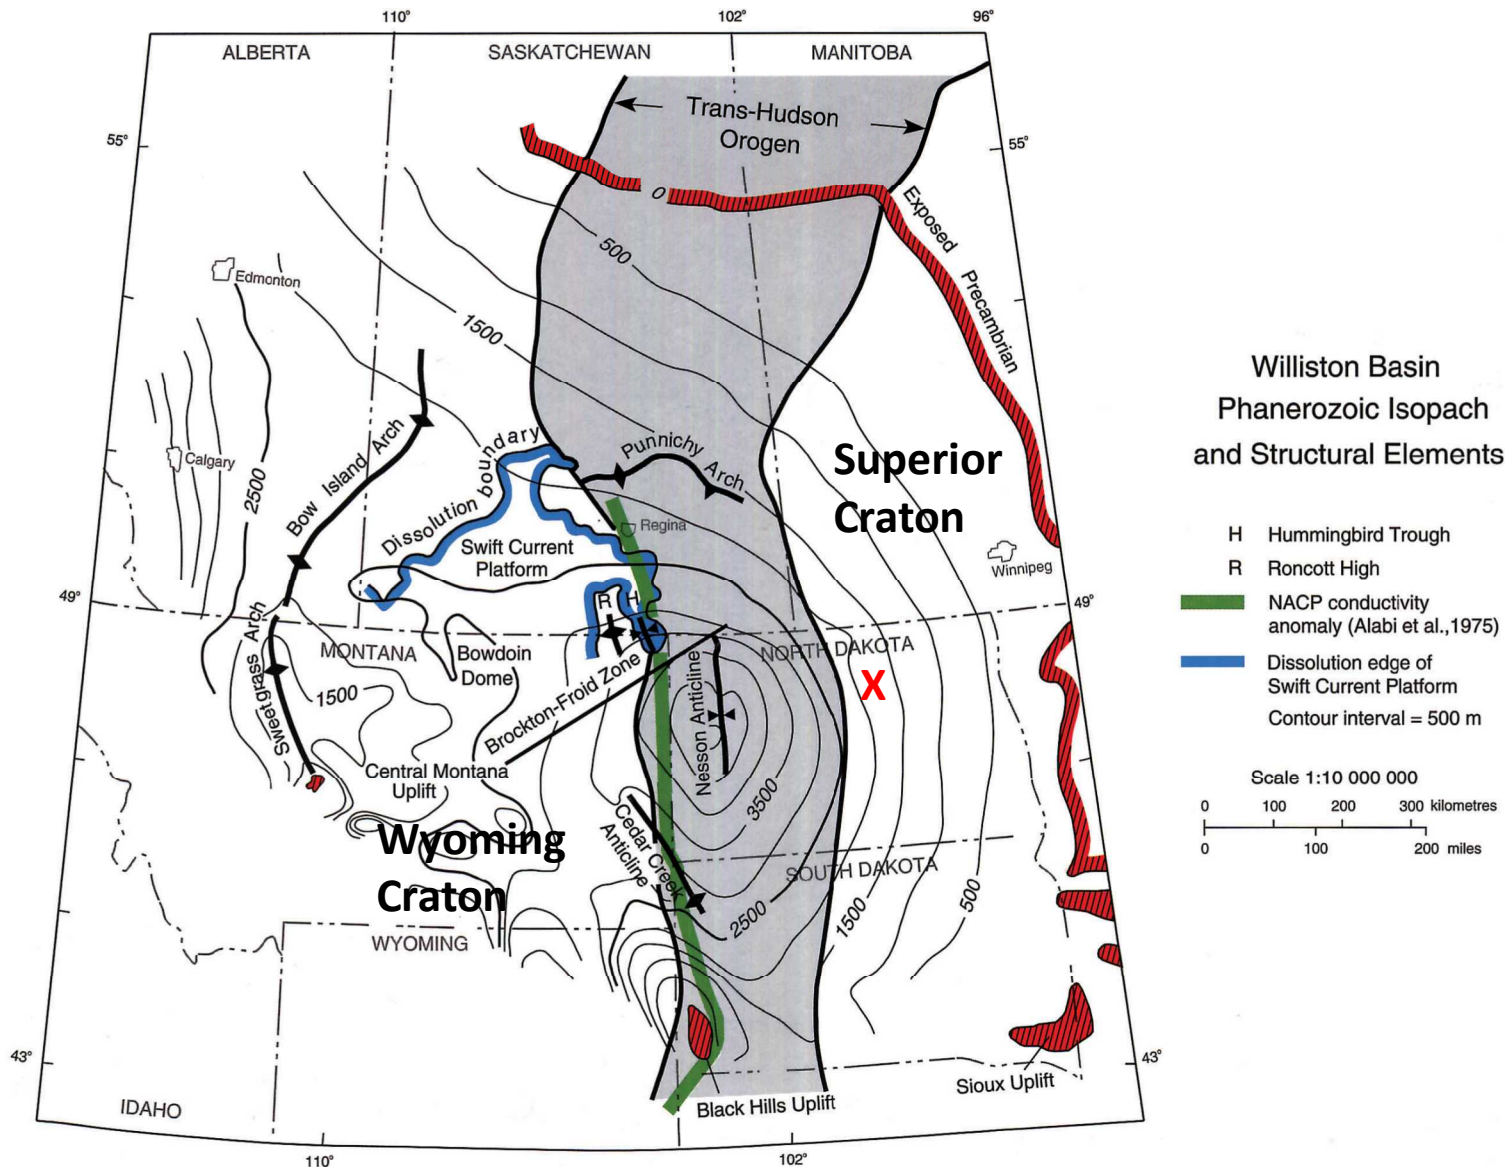 110°
102°
96°
ALBERTA
SASKATCHEWAN
MANITOBA
Trans-Hudson
Orogen
55°
55°
0
Exposed Precambrian
500
Edmonton
1500
Calgary
2500
Bow Island Arch
Dissolution boundary
Punnichy Arch
Superior
Craton
Regina
Swift Current
Platform
Winnipeg
49°
49°
R
H
Sweetgrass Arch
MONTANA
Bowdoin
Dome
NORTH DAKOTA
X
1500
Brockton-Froid Zone
Nesson Anticline
Central Montana
Uplift
3500
Wyoming
Craton
Cedar Creek
Anticline
SOUTH DAKOTA
500
2500
1500
WYOMING
43°
43°
Sioux Uplift
Black Hills Uplift
IDAHO
110°
102°
Williston Basin
Phanerozoic Isopach
and Structural Elements
H Hummingbird Trough
R Roncott High
NACP conductivity
anomaly (Alabi et al.,1975)
Dissolution edge of
Swift Current Platform
Contour interval = 500 m
Scale 1:10 000 000
0 100 200 300 kilometres
0 100 200 miles